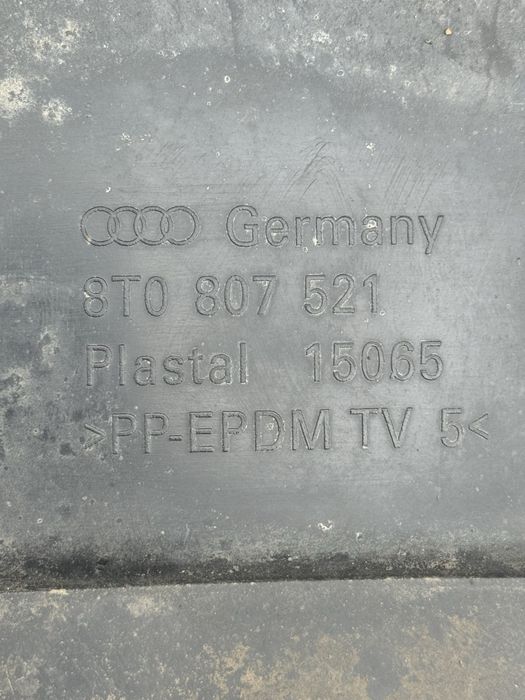 Germany
8T0 807 521
Plastal 15065
>PP-EPDM TV 5<